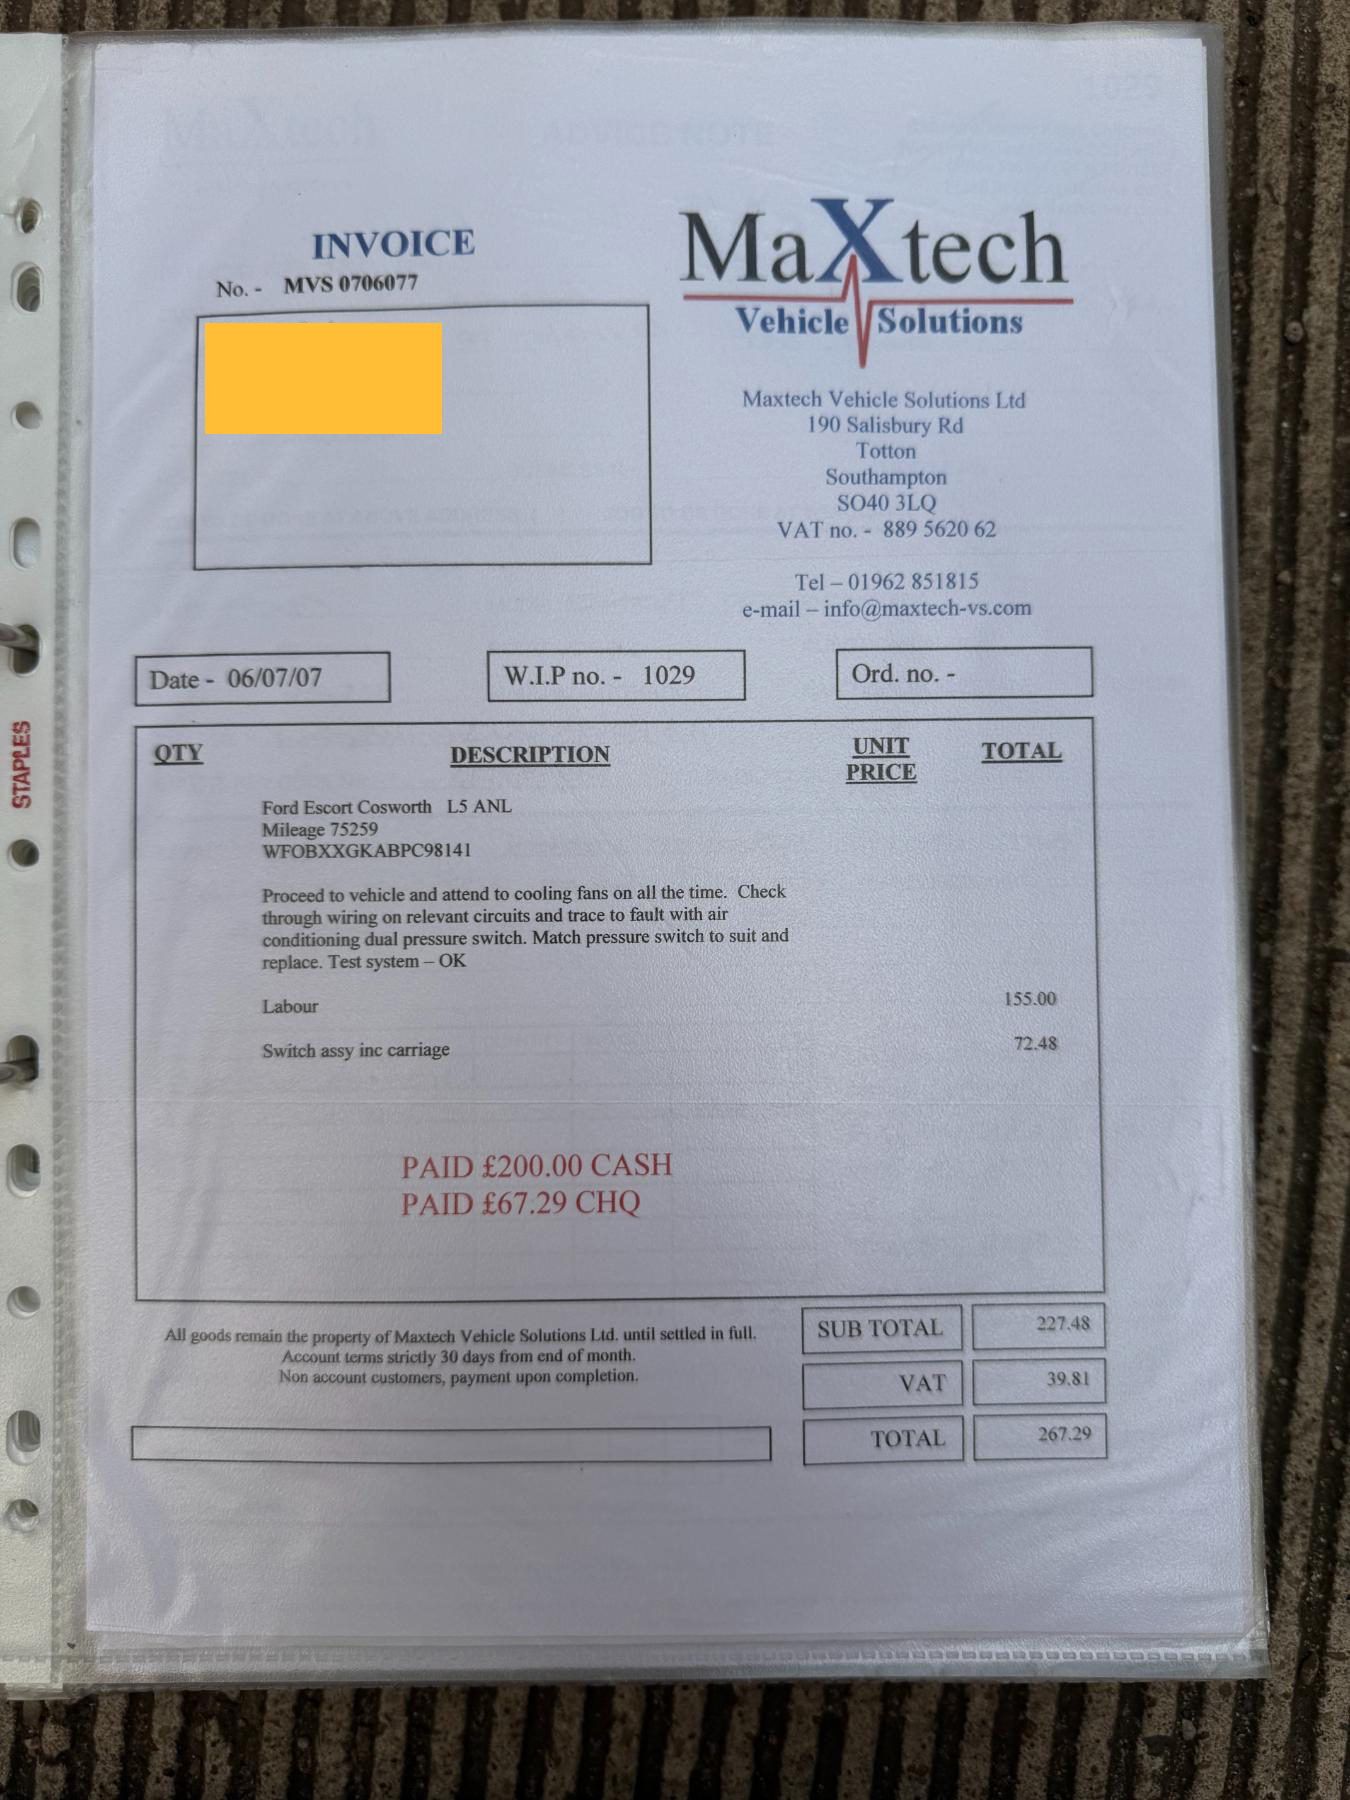 INVOICE
No. - MVS 0706077
MaXtech
Vehicle Solutions
Maxtech Vehicle Solutions Ltd
190 Salisbury Rd
Totton
Southampton
SO40 3LQ
VAT no. - 889 5620 62
Tel – 01962 851815
e-mail – info@maxtech-vs.com
Date - 06/07/07
W.I.P no. - 1029
Ord. no. -
QTY DESCRIPTION UNIT PRICE TOTAL
Ford Escort Cosworth L5 ANL
Mileage 75259
WFOBXXGKABPC98141
Proceed to vehicle and attend to cooling fans on all the time. Check
through wiring on relevant circuits and trace to fault with air
conditioning dual pressure switch. Match pressure switch to suit and
replace. Test system – OK
Labour 155.00
Switch assy inc carriage 72.48
PAID £200.00 CASH
PAID £67.29 CHQ
All goods remain the property of Maxtech Vehicle Solutions Ltd. until settled in full.
Account terms strictly 30 days from end of month.
Non account customers, payment upon completion.
SUB TOTAL 227.48
VAT 39.81
TOTAL 267.29
STAPLES
MaXtech
ADVICE NOTE
1029